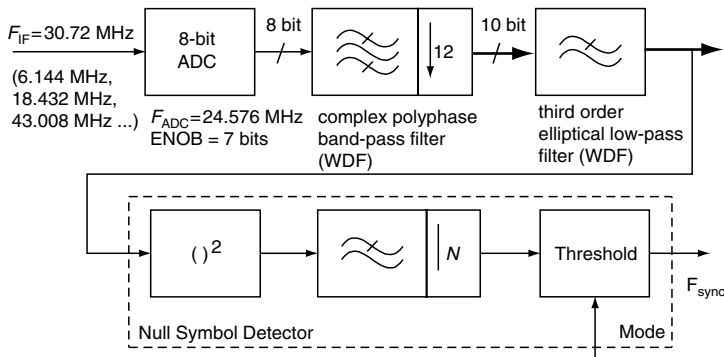 F_IF=30.72 MHz
(6.144 MHz,
18.432 MHz,
43.008 MHz ...)
8-bit
ADC
F_ADC=24.576 MHz
ENOB = 7 bits
8 bit
12
complex polyphase
band-pass filter
(WDF)
10 bit
third order
elliptical low-pass
filter (WDF)
( )²
N
Threshold
F_sync
Null Symbol Detector
Mode